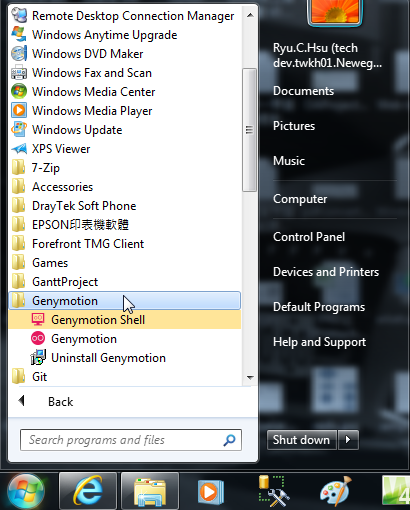 Remote Desktop Connection Manager
Windows Anytime Upgrade
Windows DVD Maker
Windows Fax and Scan
Windows Media Center
Windows Media Player
Windows Update
XPS Viewer
7-Zip
Accessories
DrayTek Soft Phone
EPSON印表機軟體
Forefront TMG Client
Games
GanttProject
Genymotion
Genymotion Shell
Genymotion
Uninstall Genymotion
Git
Back
Search programs and files
Ryu.C.Hsu (tech
dev.twkh01.Neweg...
Documents
Pictures
Music
Computer
Control Panel
Devices and Printers
Default Programs
Help and Support
Shut down